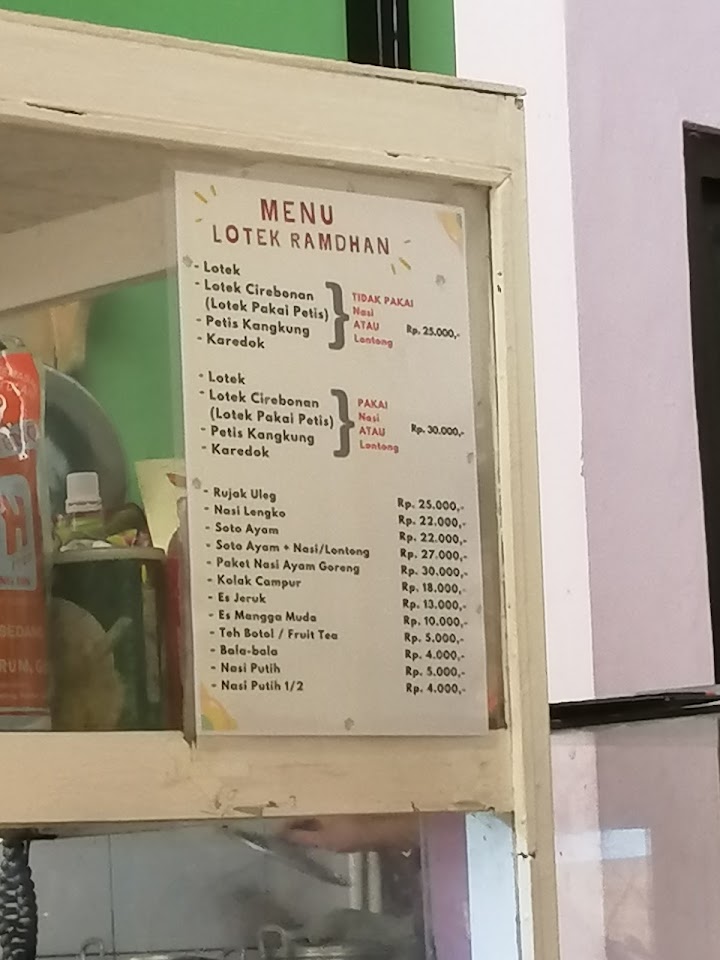 MENU
LOTEK RAMDHAN
- Lotek
- Lotek Cirebonan
(Lotek Pakai Petis)
- Petis Kangkung
- Karedok
TIDAK PAKAI
Nasi
ATAU
Lontong
Rp. 25.000,-
- Lotek
- Lotek Cirebonan
(Lotek Pakai Petis)
- Petis Kangkung
- Karedok
PAKAI
Nasi
ATAU
Lontong
Rp. 30.000,-
- Rujak Uleg Rp. 25.000,-
- Nasi Lengko Rp. 22.000,-
- Soto Ayam Rp. 22.000,-
- Soto Ayam + Nasi/Lontong Rp. 27.000,-
- Paket Nasi Ayam Goreng Rp. 30.000,-
- Kolak Campur Rp. 18.000,-
- Es Jeruk Rp. 13.000,-
- Es Mangga Muda Rp. 10.000,-
- Teh Botol / Fruit Tea Rp. 5.000,-
- Bala-bala Rp. 4.000,-
- Nasi Putih Rp. 5.000,-
- Nasi Putih 1/2 Rp. 4.000,-